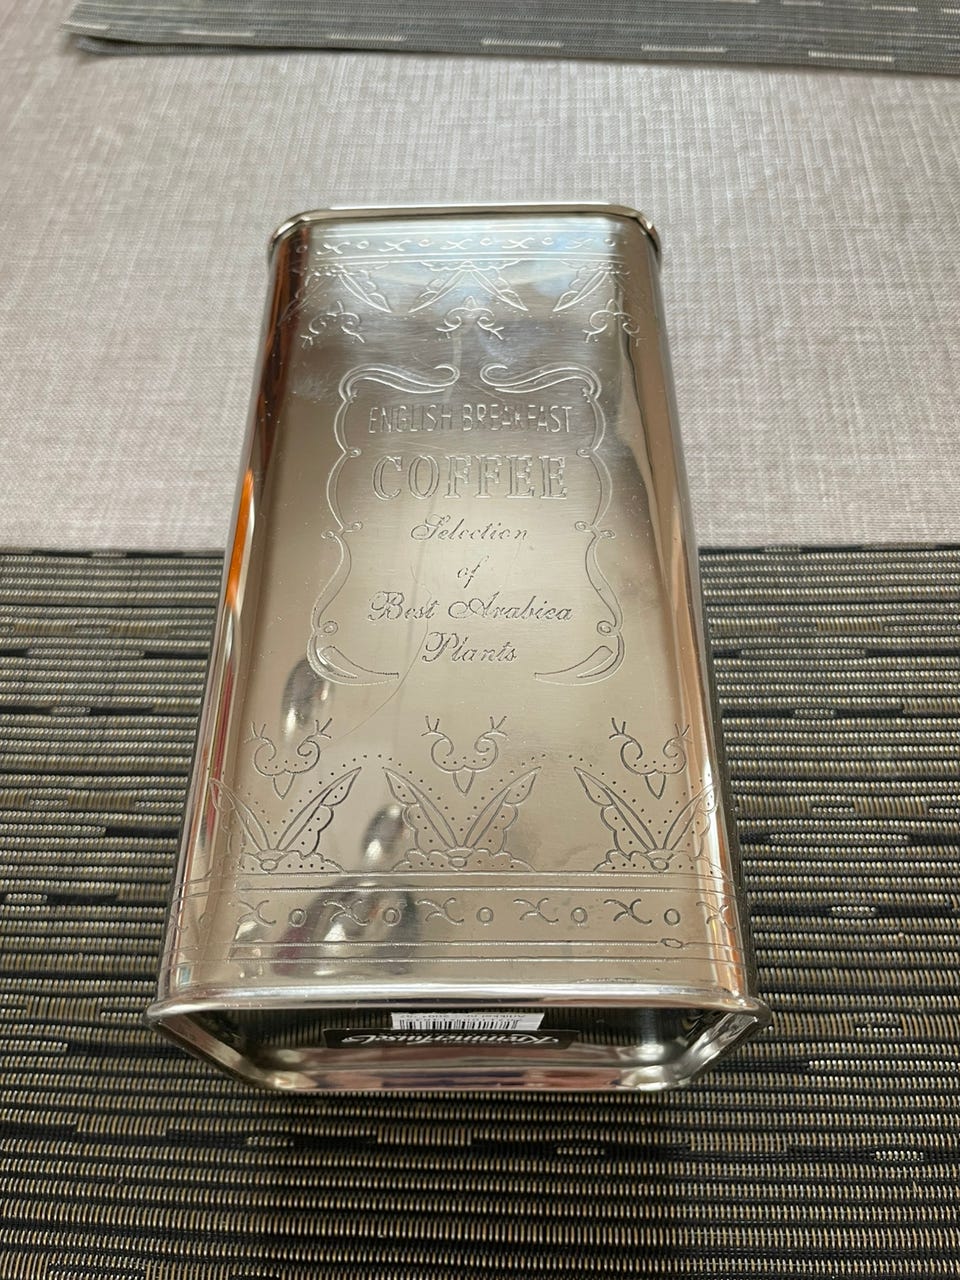 ENGLISH BREAKFAST
COFFEE
Selection
of
Best Arabica
Plants